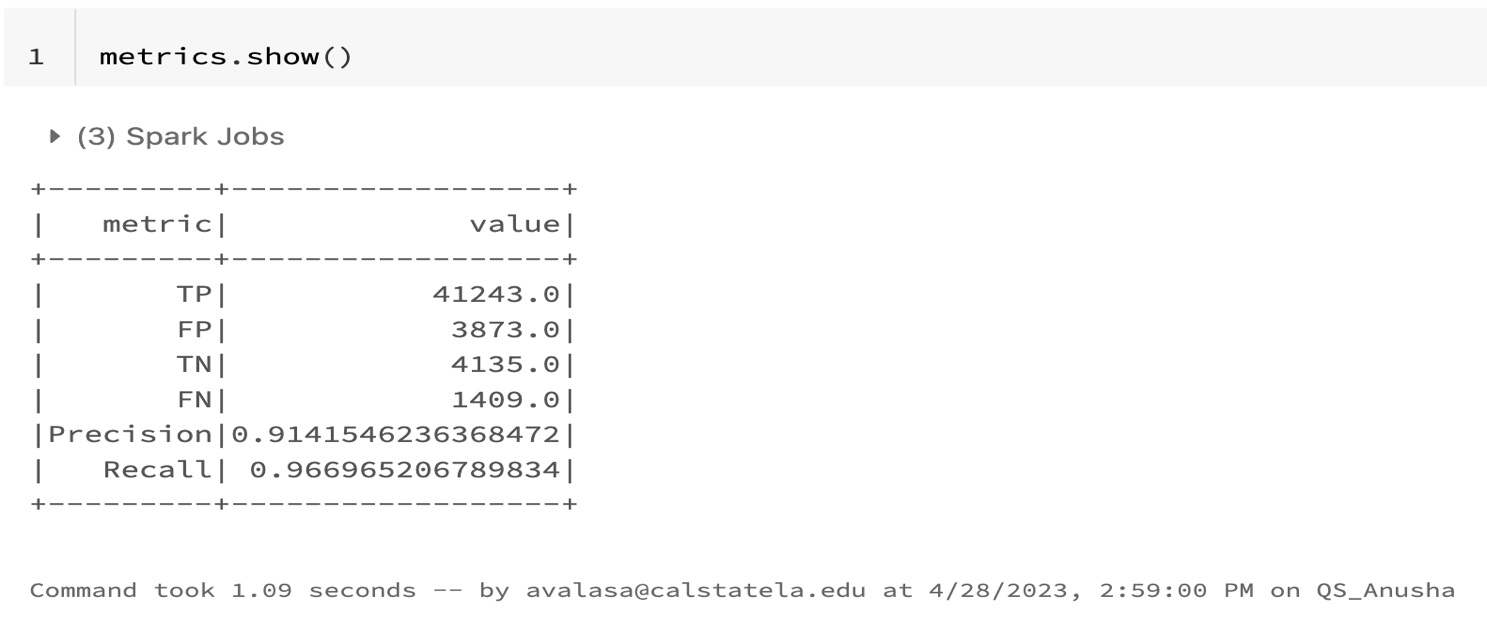 1 metrics.show()
(3) Spark Jobs
+---------+------------------+
|   metric|             value|
+---------+------------------+
|       TP|           41243.0|
|       FP|            3873.0|
|       TN|            4135.0|
|       FN|            1409.0|
|Precision|0.9141546236368472|
|   Recall| 0.966965206789834|
+---------+------------------+
Command took 1.09 seconds -- by avalasa@calstatela.edu at 4/28/2023, 2:59:00 PM on QS_Anusha